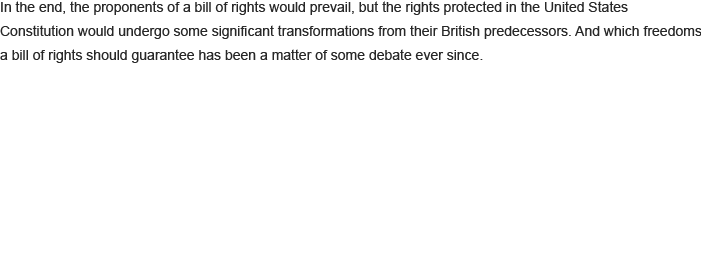 In the end, the proponents of a bill of rights would prevail, but the rights protected in the United States
Constitution would undergo some significant transformations from their British predecessors. And which freedoms
a bill of rights should guarantee has been a matter of some debate ever since.